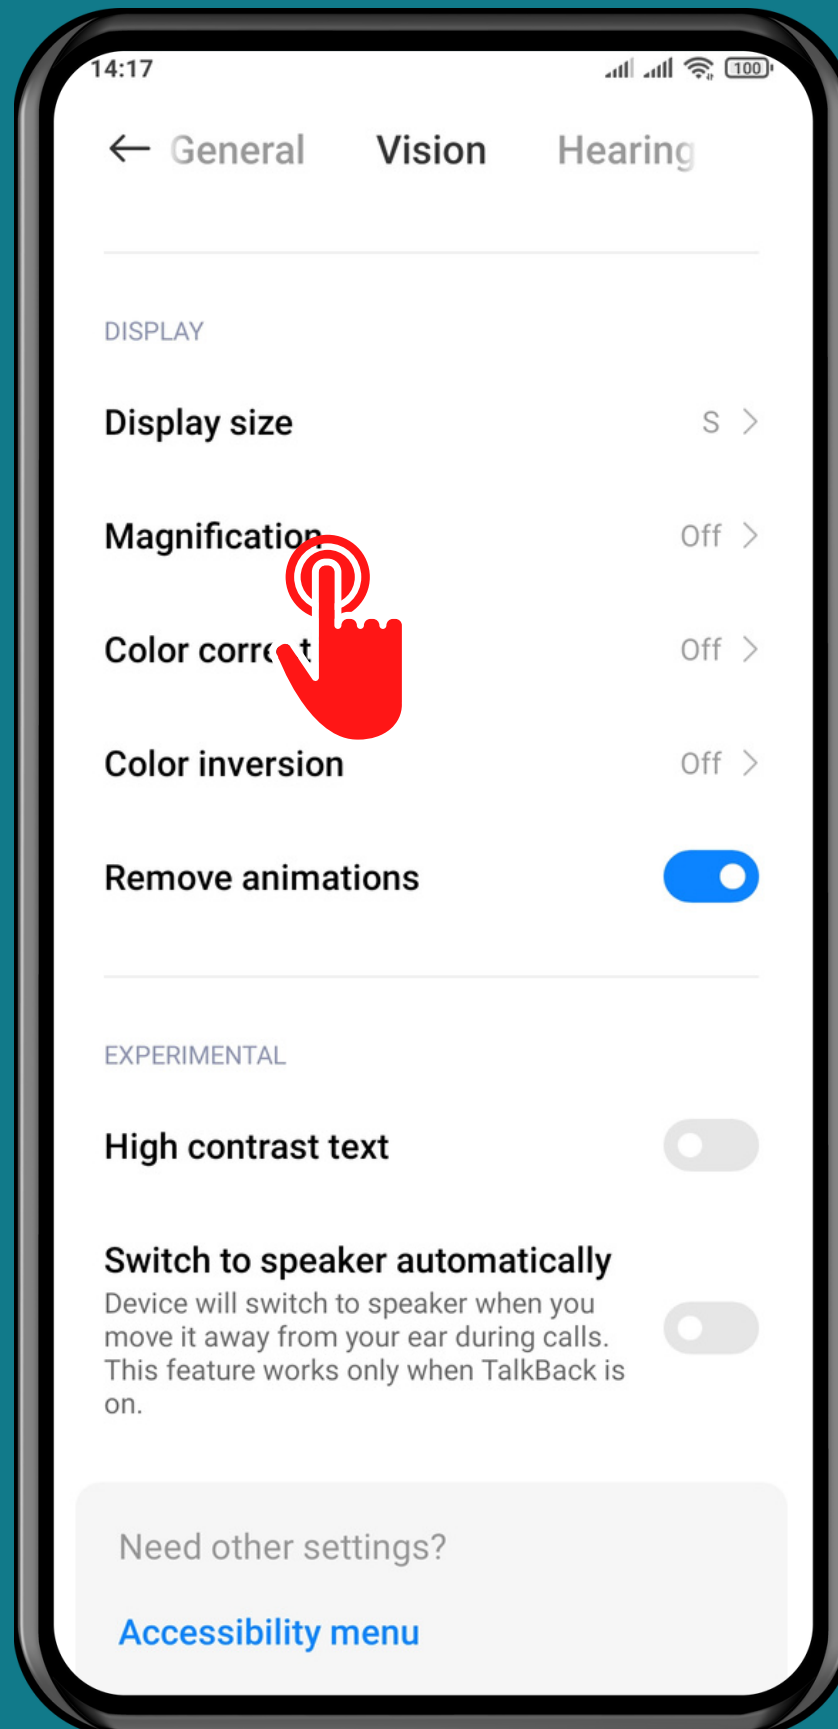 14:17
100
General Vision Hearing
DISPLAY
Display size S
Magnification Off
Color Off
Color inversion Off
Remove animations
EXPERIMENTAL
High contrast text
Switch to speaker automatically
Device will switch to speaker when you
move it away from your ear during calls.
This feature works only when TalkBack is
on.
Need other settings?
Accessibility menu